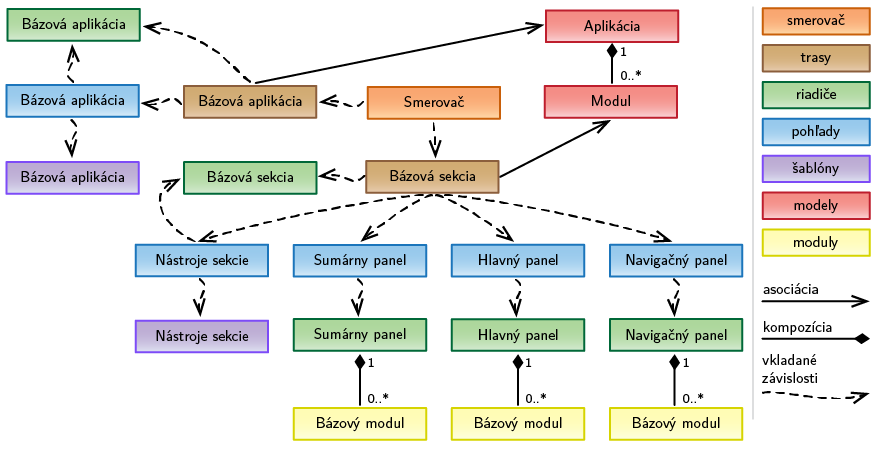 Bázová aplikácia
Aplikácia
smerovač
1
trasy
0..*
Bázová aplikácia
Bázová aplikácia
Smerovač
Modul
riadiče
pohľady
Bázová aplikácia
Bázová sekcia
Bázová sekcia
šablóny
modely
moduly
Nástroje sekcie
Sumárny panel
Hlavný panel
Navigačný panel
asociácia
kompozícia
Nástroje sekcie
Sumárny panel
Hlavný panel
Navigačný panel
vkladané
závislosti
1
1
1
0..*
0..*
0..*
Bázový modul
Bázový modul
Bázový modul